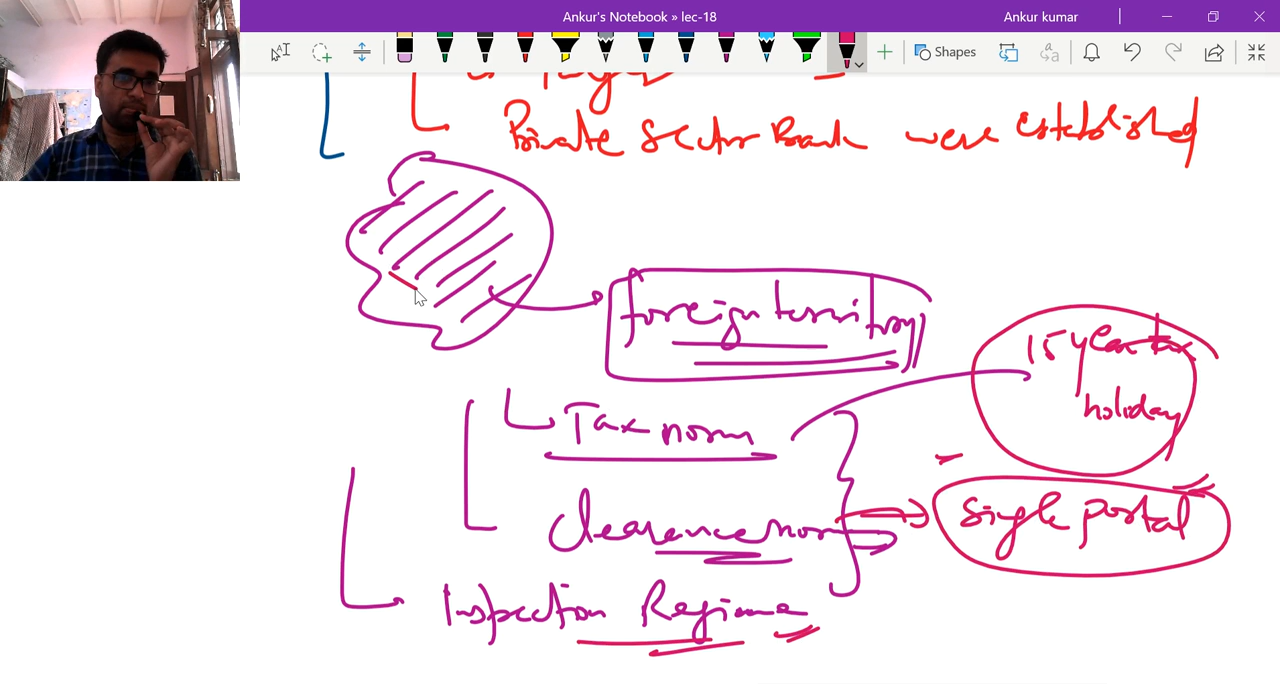 Ankur's Notebook » lec-18
Ankur kumar
Shapes
Private Sector Bank were established
foreign territory
15 year tax
holiday
Tax norm
Clearence norm
Single portal
Inspection Regime